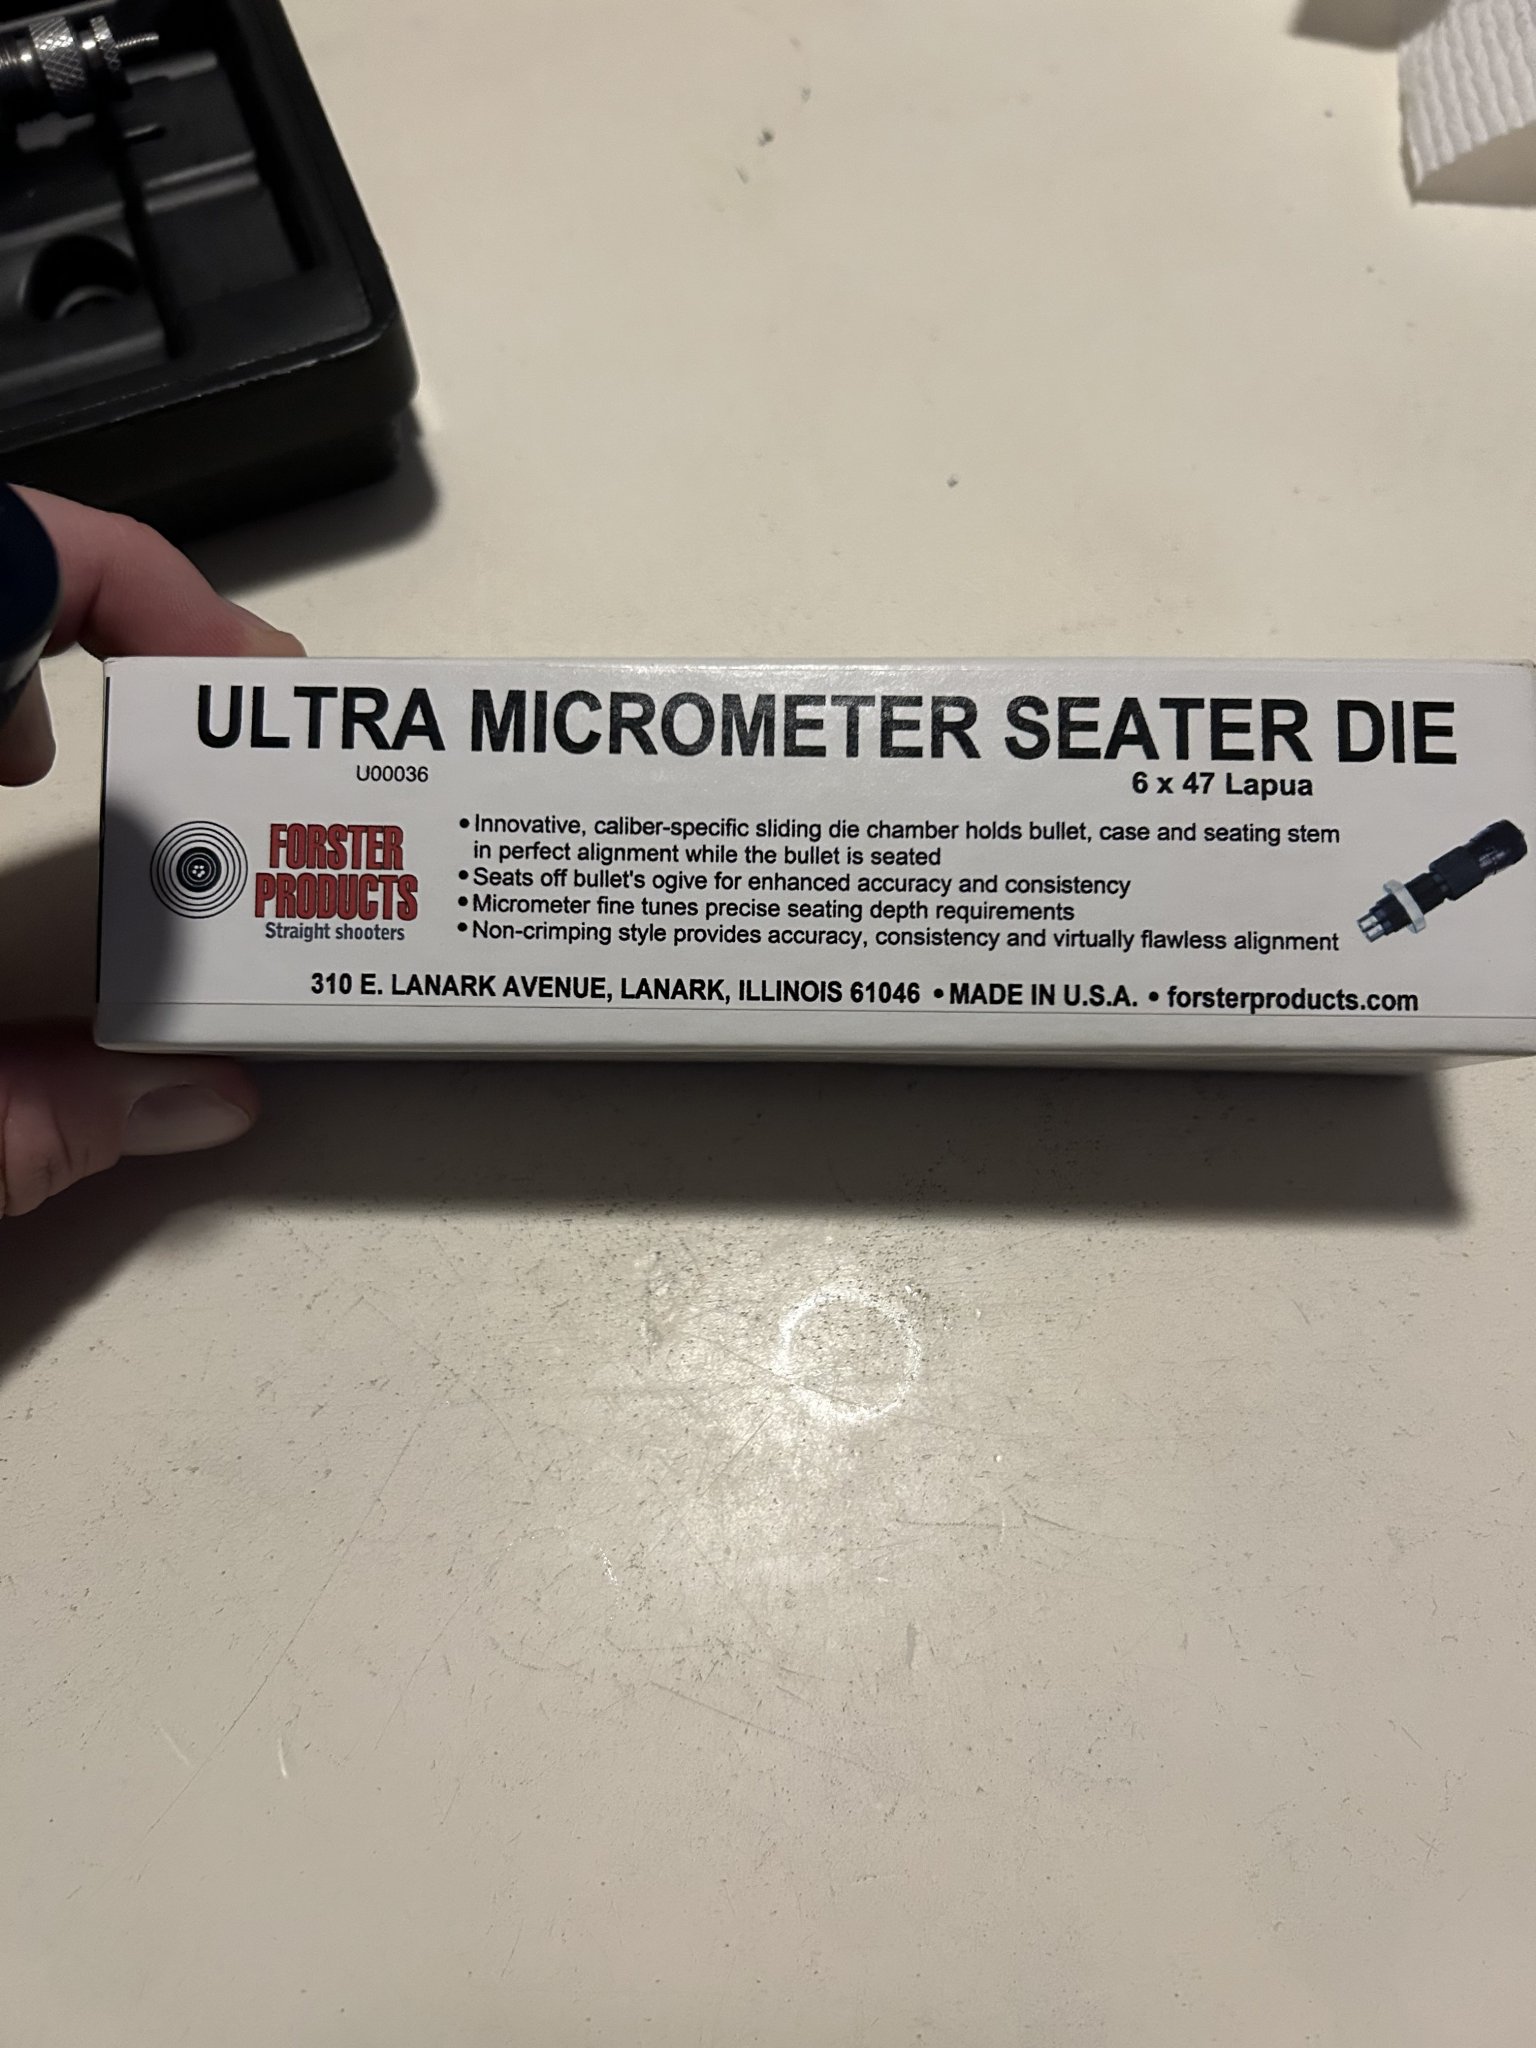 ULTRA MICROMETER SEATER DIE
U00036
6 x 47 Lapua
FORSTER
PRODUCTS
Straight shooters
•Innovative, caliber-specific sliding die chamber holds bullet, case and seating stem
in perfect alignment while the bullet is seated
•Seats off bullet's ogive for enhanced accuracy and consistency
•Micrometer fine tunes precise seating depth requirements
•Non-crimping style provides accuracy, consistency and virtually flawless alignment
310 E. LANARK AVENUE, LANARK, ILLINOIS 61046 • MADE IN U.S.A. • forsterproducts.com